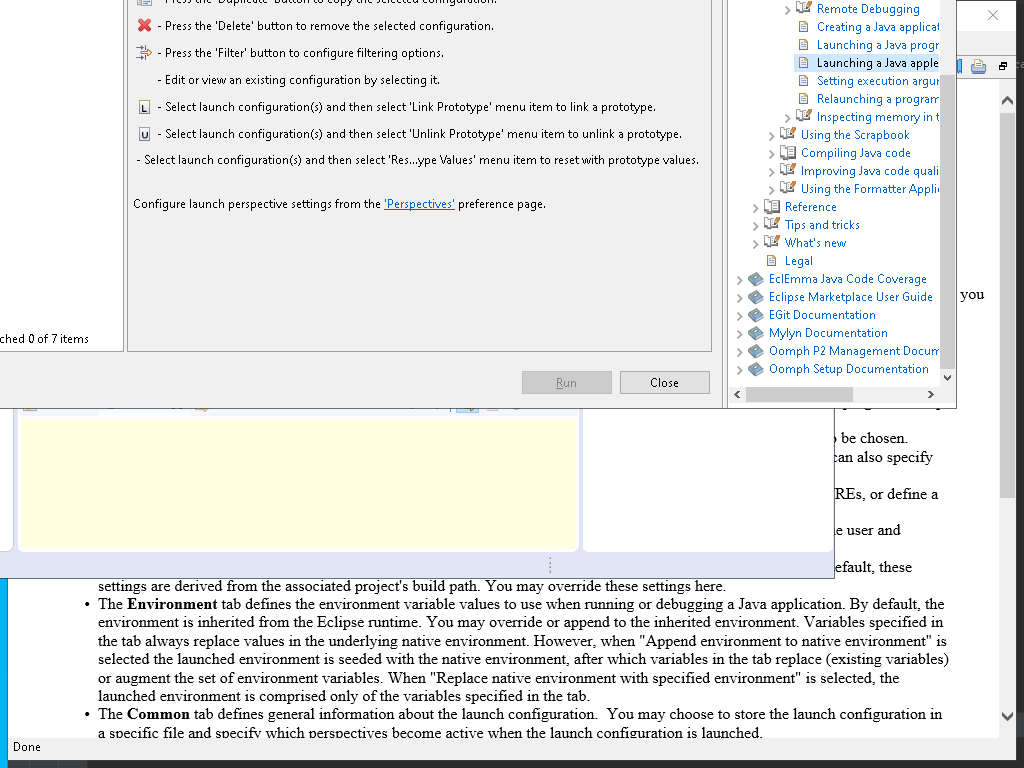 - Press the 'Duplicate' button to copy the selected configuration.
- Press the 'Delete' button to remove the selected configuration.
- Press the 'Filter' button to configure filtering options.
- Edit or view an existing configuration by selecting it.
L - Select launch configuration(s) and then select 'Link Prototype' menu item to link a prototype.
U - Select launch configuration(s) and then select 'Unlink Prototype' menu item to unlink a prototype.
- Select launch configuration(s) and then select 'Res...ype Values' menu item to reset with prototype values.
Configure launch perspective settings from the 'Perspectives' preference page.
ched 0 of 7 items
Run
Close
Remote Debugging
Creating a Java applicat
Launching a Java progr
Launching a Java apple
Setting execution argur
Relaunching a program
Inspecting memory in t
Using the Scrapbook
Compiling Java code
Improving Java code quali
Using the Formatter Applic
Reference
Tips and tricks
What's new
Legal
EclEmma Java Code Coverage
Eclipse Marketplace User Guide
EGit Documentation
Mylyn Documentation
Oomph P2 Management Docum
Oomph Setup Documentation
you
be chosen.
can also specify
REs, or define a
e user and
efault, these
settings are derived from the associated project's build path. You may override these settings here.
• The Environment tab defines the environment variable values to use when running or debugging a Java application. By default, the
environment is inherited from the Eclipse runtime. You may override or append to the inherited environment. Variables specified in
the tab always replace values in the underlying native environment. However, when "Append environment to native environment" is
selected the launched environment is seeded with the native environment, after which variables in the tab replace (existing variables)
or augment the set of environment variables. When "Replace native environment with specified environment" is selected, the
launched environment is comprised only of the variables specified in the tab.
• The Common tab defines general information about the launch configuration. You may choose to store the launch configuration in
a specific file and specify which perspectives become active when the launch configuration is launched.
Done